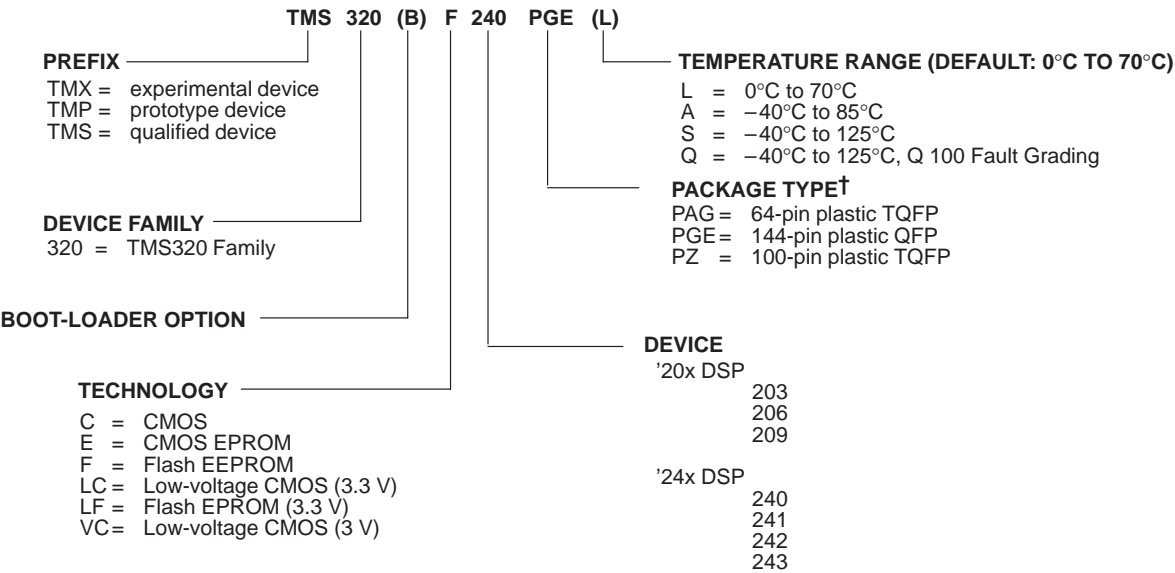 TMS 320 (B) F 240 PGE (L)
PREFIX
TMX = experimental device
TMP = prototype device
TMS = qualified device
DEVICE FAMILY
320 = TMS320 Family
BOOT-LOADER OPTION
TECHNOLOGY
C = CMOS
E = CMOS EPROM
F = Flash EEPROM
LC = Low-voltage CMOS (3.3 V)
LF = Flash EPROM (3.3 V)
VC = Low-voltage CMOS (3 V)
TEMPERATURE RANGE (DEFAULT: 0°C TO 70°C)
L = 0°C to 70°C
A = –40°C to 85°C
S = –40°C to 125°C
Q = –40°C to 125°C, Q 100 Fault Grading
PACKAGE TYPE†
PAG = 64-pin plastic TQFP
PGE = 144-pin plastic QFP
PZ = 100-pin plastic TQFP
DEVICE
’20x DSP
203
206
209
’24x DSP
240
241
242
243